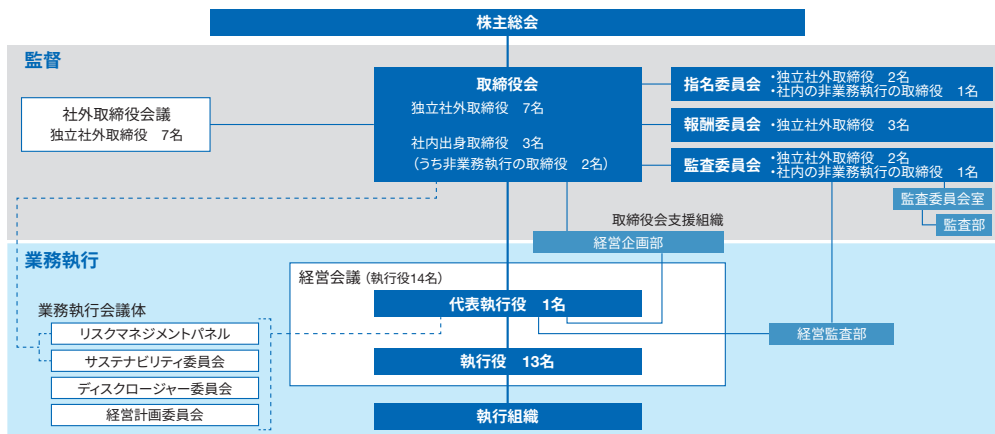 株主総会
監督
取締役会
独立社外取締役 7名
社内出身取締役 3名
（うち非業務執行の取締役 2名）
社外取締役会議
独立社外取締役 7名
指名委員会
・独立社外取締役 2名
・社内の非業務執行の取締役 1名
報酬委員会
・独立社外取締役 3名
監査委員会
・独立社外取締役 2名
・社内の非業務執行の取締役 1名
監査委員会室
監査部
取締役会支援組織
経営企画部
業務執行
経営会議（執行役14名）
代表執行役 1名
執行役 13名
執行組織
経営監査部
業務執行会議体
リスクマネジメントパネル
サステナビリティ委員会
ディスクロージャー委員会
経営計画委員会